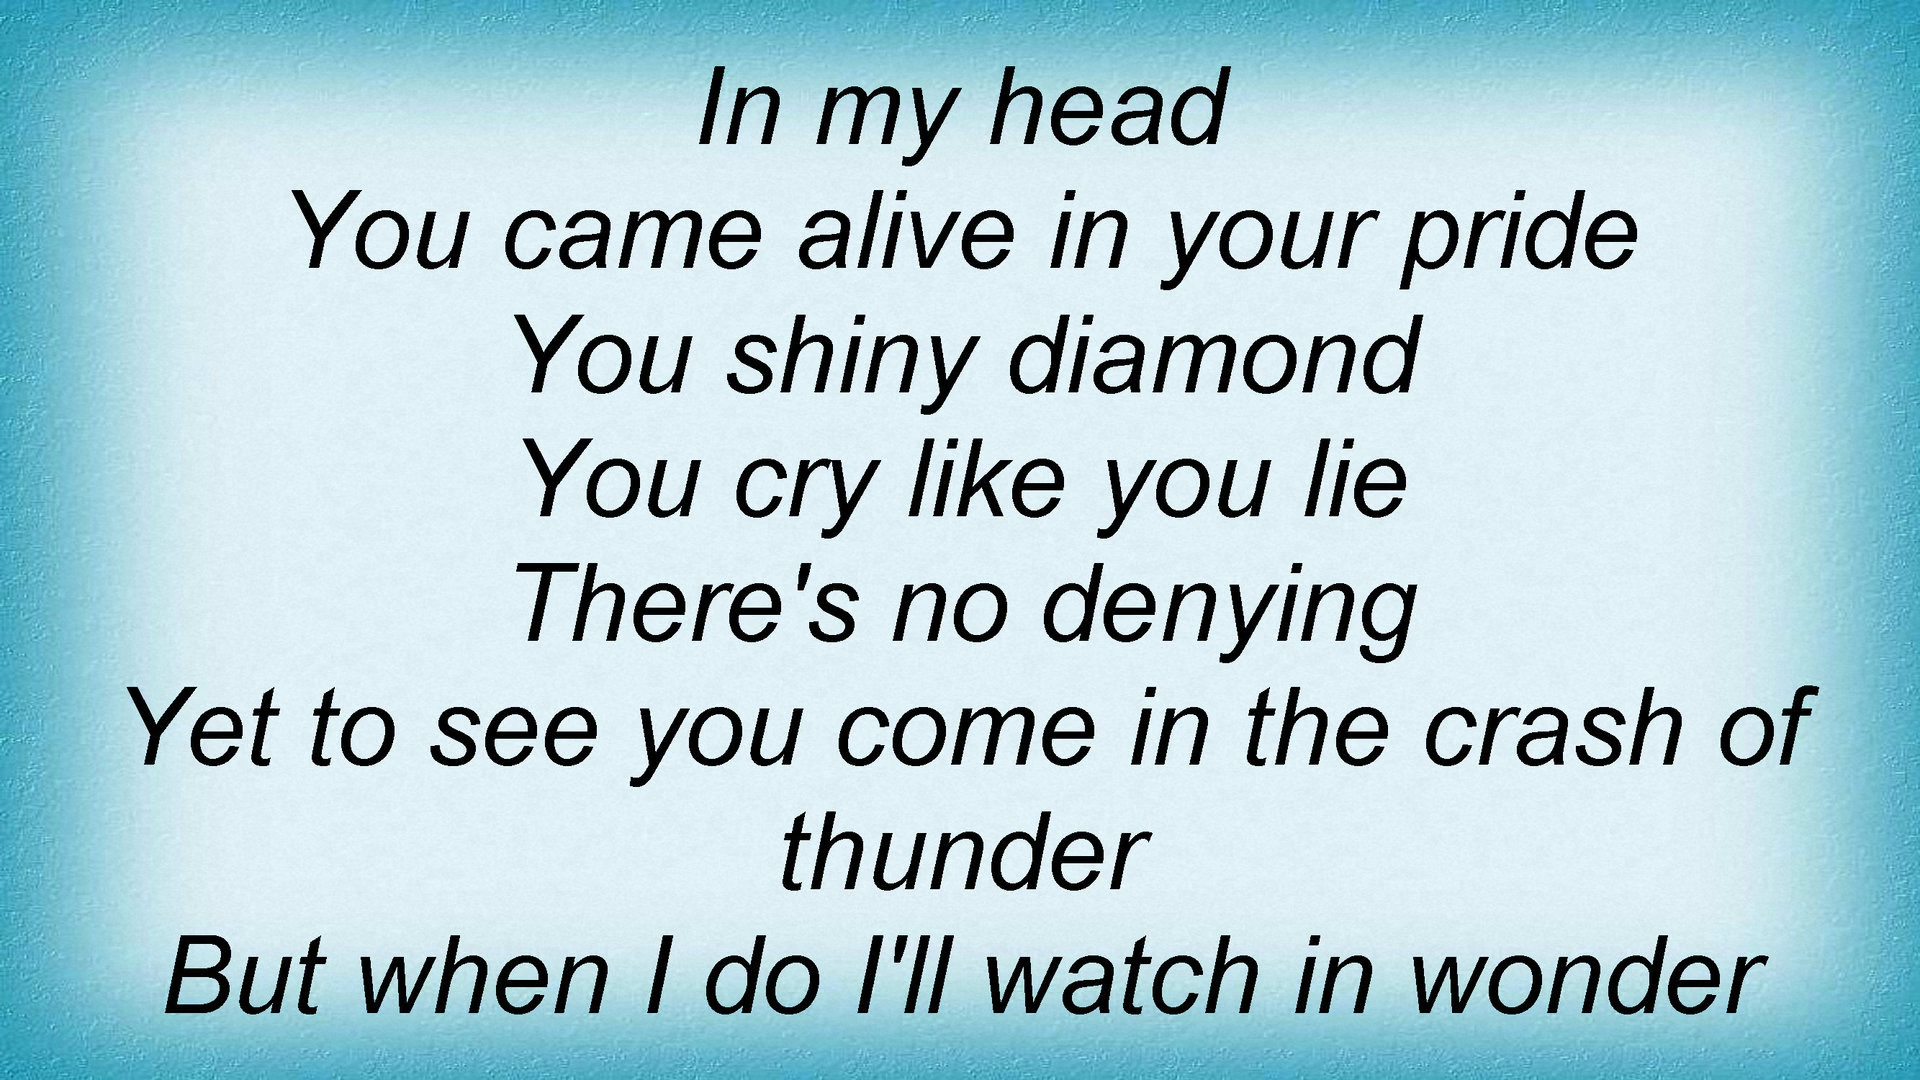 In my head
You came alive in your pride
You shiny diamond
You cry like you lie
There's no denying
Yet to see you come in the crash of
thunder
But when I do I'll watch in wonder